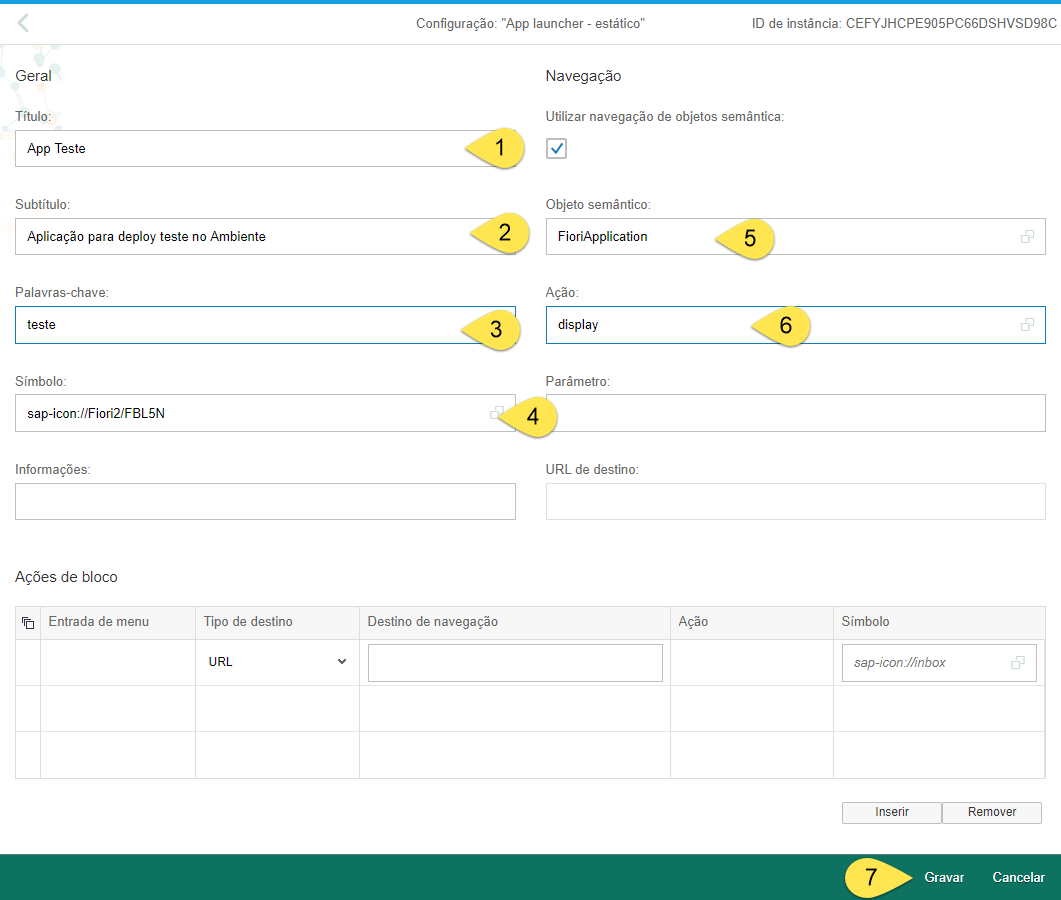 Configuração: "App launcher - estático"
ID de instância: CEFYJHCPE905PC66DSHVSD98C
Geral
Navegação
Título:
Utilizar navegação de objetos semântica:
App Teste
1
Subtítulo:
Objeto semântico:
Aplicação para deploy teste no Ambiente
2
FioriApplication
5
Palavras-chave:
Ação:
teste
3
display
6
Símbolo:
Parâmetro:
sap-icon://Fiori2/FBL5N
4
Informações:
URL de destino:
Ações de bloco
Entrada de menu
Tipo de destino
Destino de navegação
Ação
Símbolo
URL
sap-icon://inbox
Inserir
Remover
7
Gravar
Cancelar